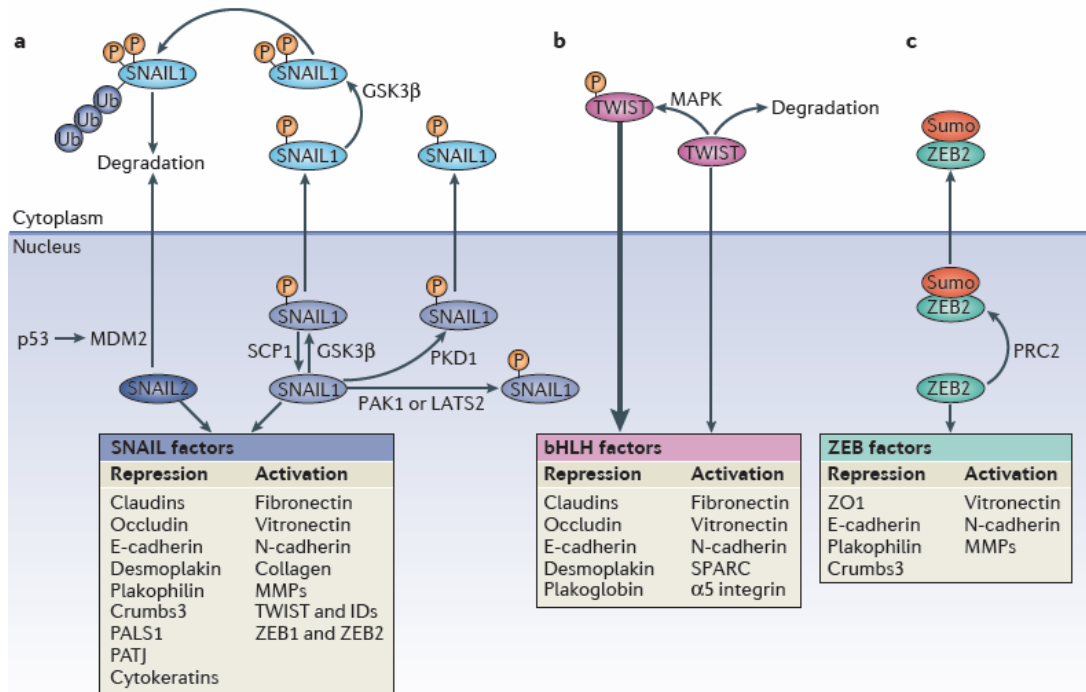 a
P
P
SNAIL1
Ub
Ub
Ub
Degradation
P
P
SNAIL1
GSK3β
P
SNAIL1
P
SNAIL1
Cytoplasm
Nucleus
P
SNAIL1
P
SNAIL1
p53
MDM2
SCP1
GSK3β
PKD1
SNAIL2
SNAIL1
P
SNAIL1
PAK1 or LATS2
SNAIL factors
Repression Activation
Claudins Fibronectin
Occludin Vitronectin
E-cadherin N-cadherin
Desmoplakin Collagen
Plakophilin MMPs
Crumbs3 TWIST and IDs
PALS1 ZEB1 and ZEB2
PATJ
Cytokeratins
b
P
TWIST
MAPK
Degradation
TWIST
bHLH factors
Repression Activation
Claudins Fibronectin
Occludin Vitronectin
E-cadherin N-cadherin
Desmoplakin SPARC
Plakoglobin α5 integrin
c
Sumo
ZEB2
Sumo
ZEB2
PRC2
ZEB2
ZEB factors
Repression Activation
ZO1 Vitronectin
E-cadherin N-cadherin
Plakophilin MMPs
Crumbs3